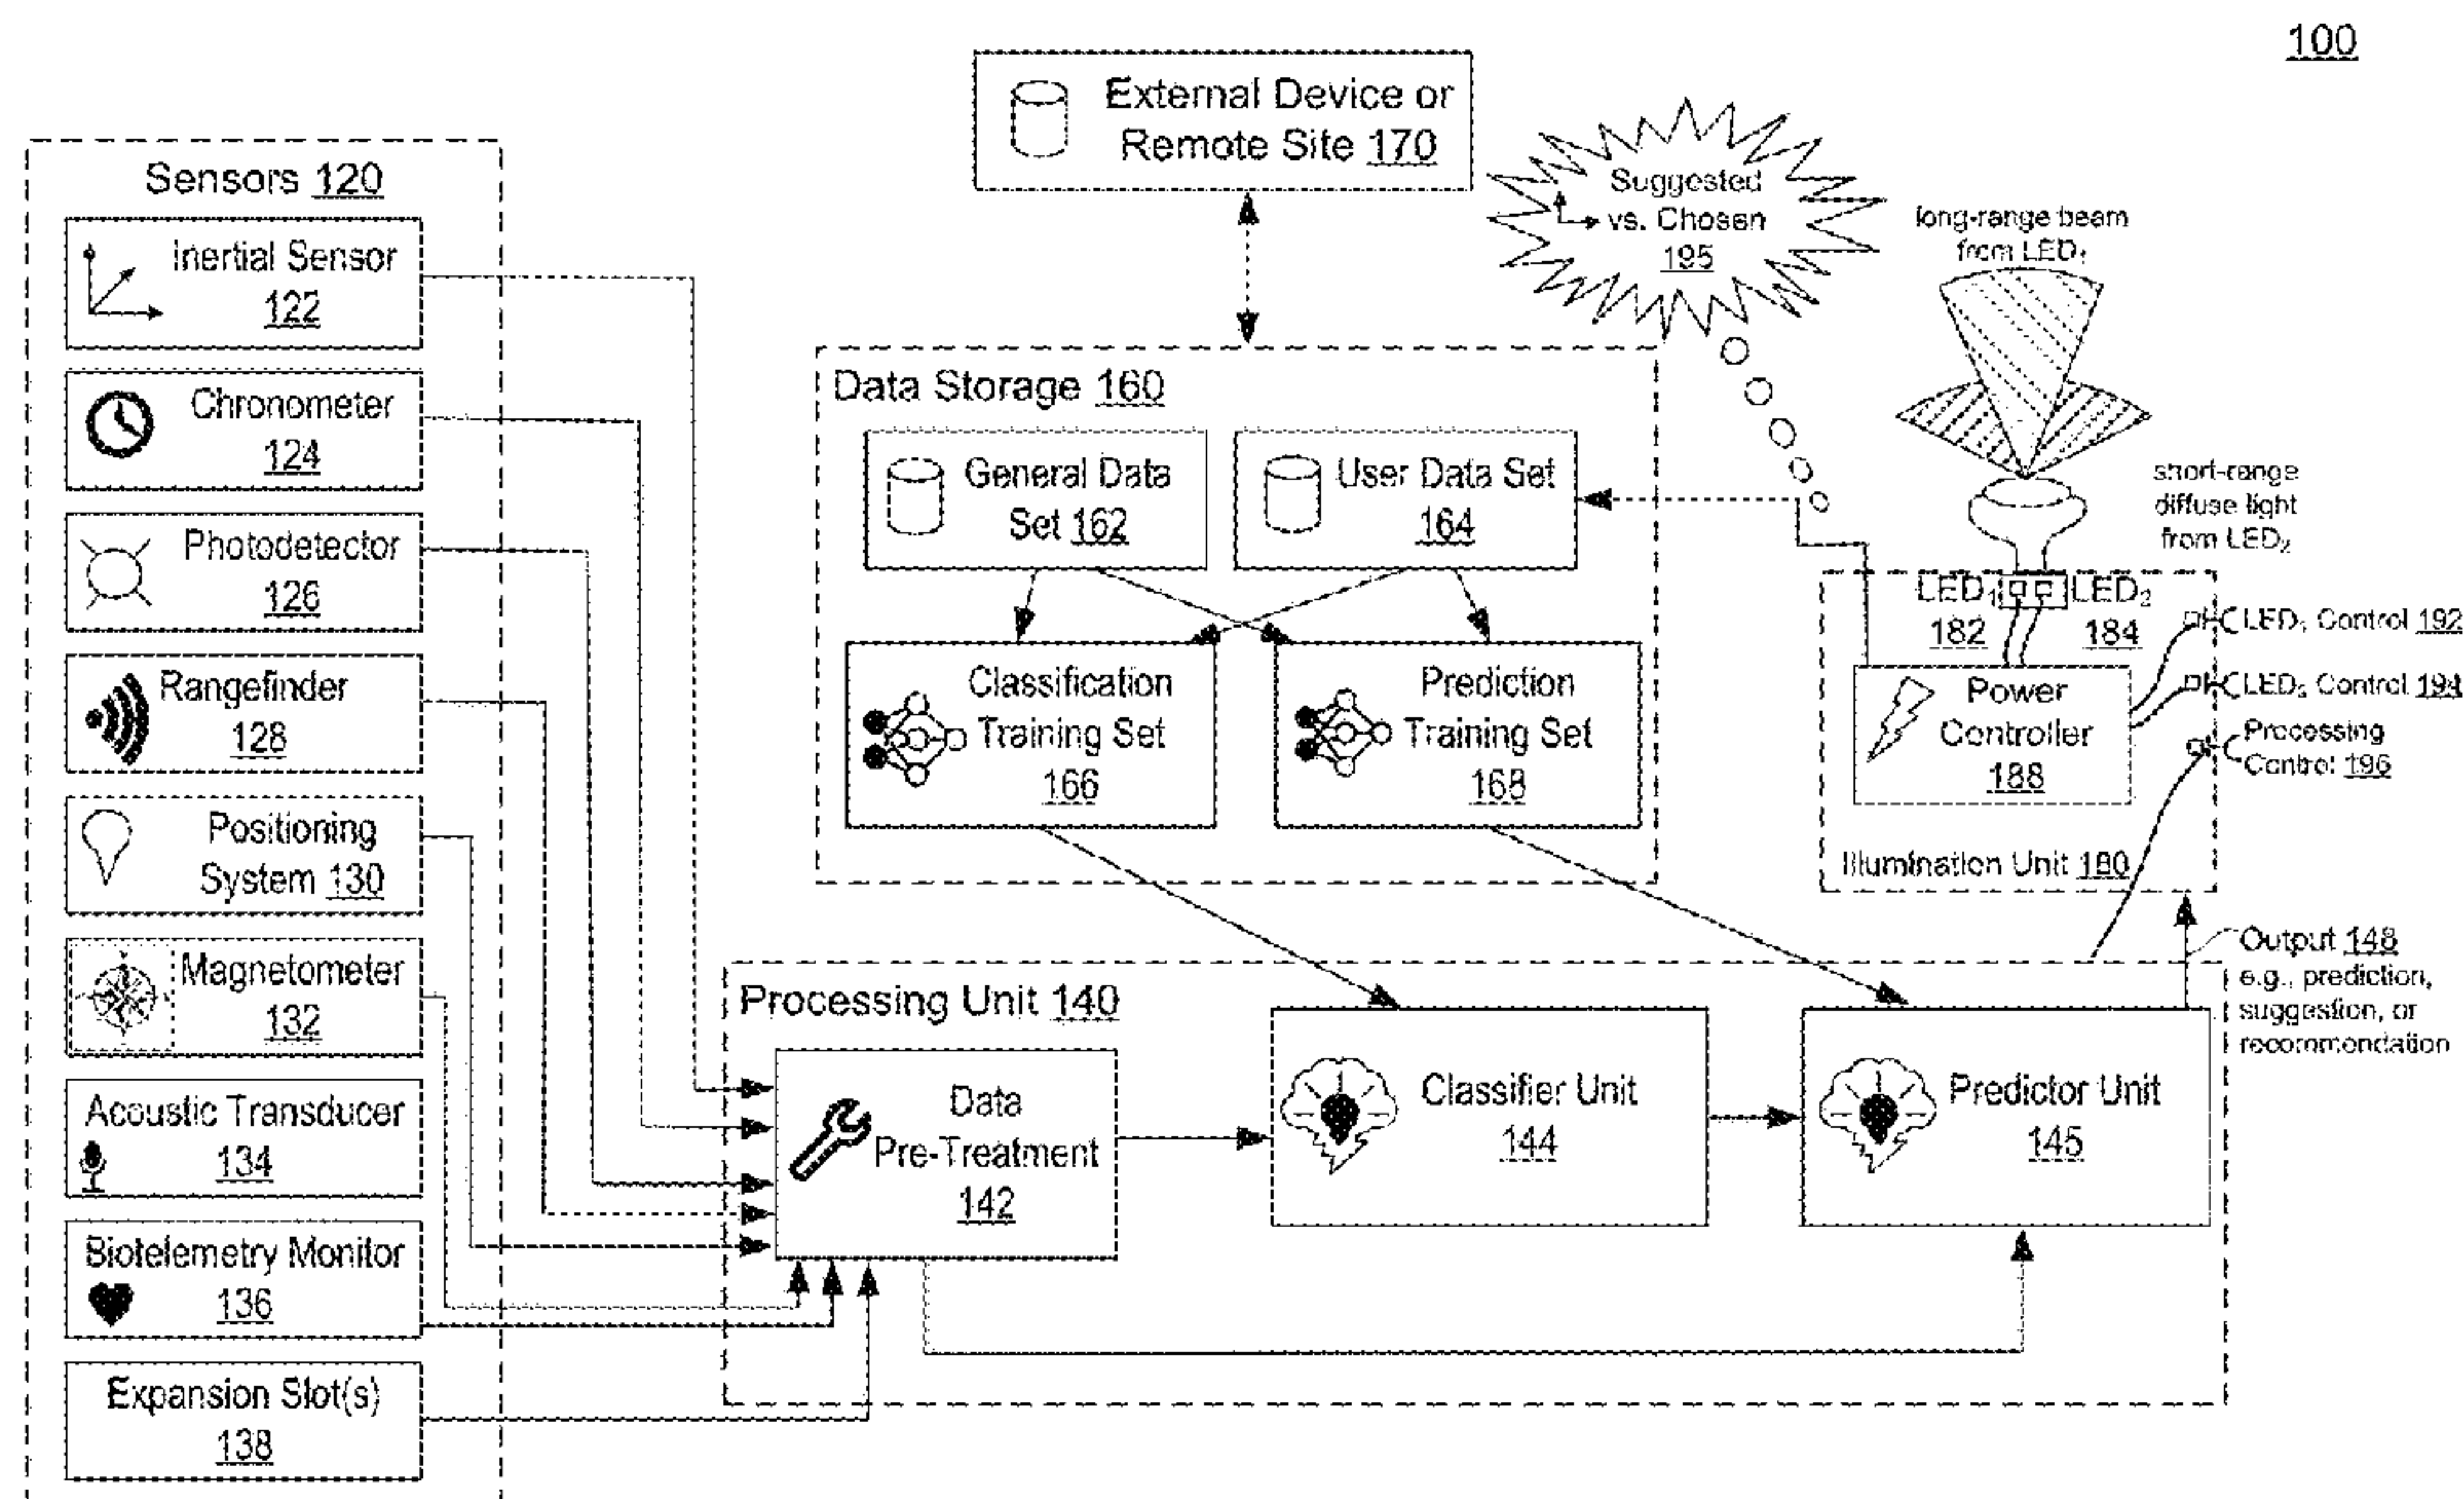 100
External Device or
Remote Site 170
Sensors 120
Inertial Sensor
122
Chronometer
124
Photodetector
126
Rangefinder
128
Positioning
System 130
Magnetometer
132
Acoustic Transducer
134
Biotelemetry Monitor
136
Expansion Slot(s)
138
Suggested
vs. Chosen
195
long-range beam
from LED₁
short-range
diffuse light
from LED₂
Data Storage 160
General Data
Set 162
User Data Set
164
Classification
Training Set
166
Prediction
Training Set
168
LED₁
182
LED₂
184
Power
Controller
188
Illumination Unit 180
LED₁ Control 192
Control 194
Processing
Control 196
Output 148
e.g., prediction,
suggestion, or
recommendation
Processing Unit 140
Data
Pre-Treatment
142
Classifier Unit
144
Predictor Unit
145